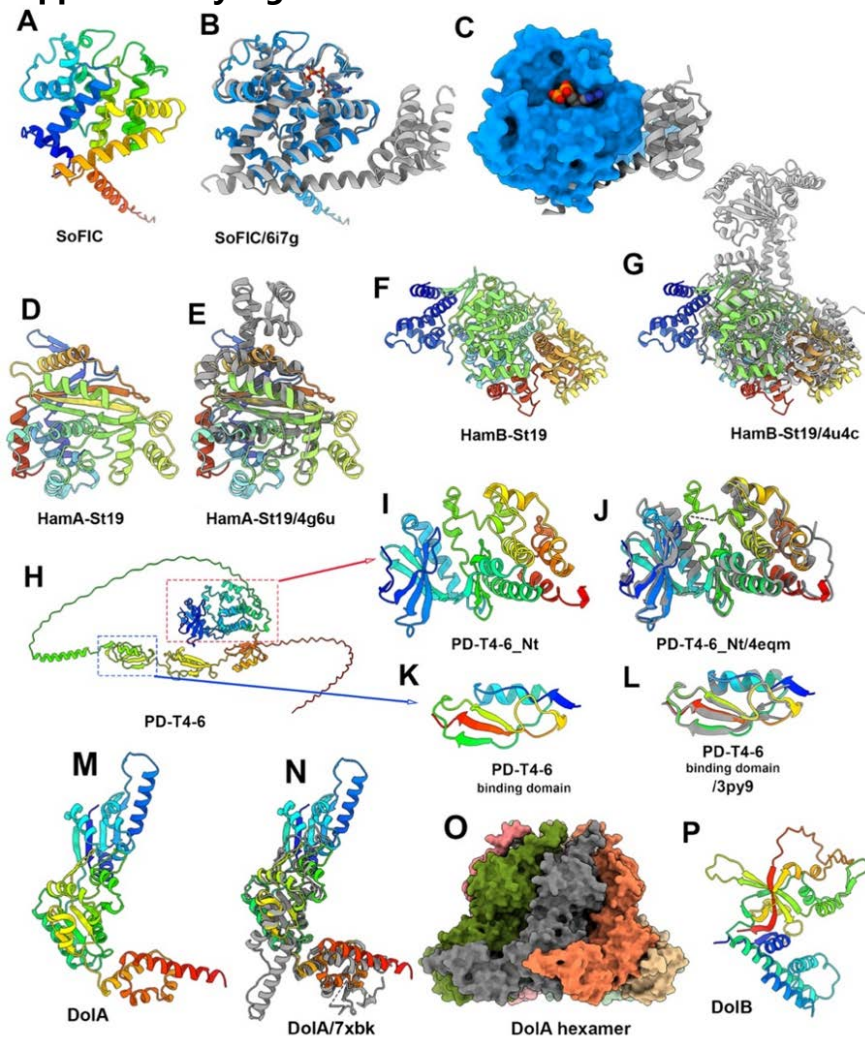 A
B
C
SoFIC
SoFIC/6i7g
D
E
F
G
HamA-St19
HamA-St19/4g6u
HamB-St19
HamB-St19/4u4c
H
I
J
PD-T4-6
PD-T4-6_Nt
PD-T4-6_Nt/4eqm
K
L
PD-T4-6
binding domain
PD-T4-6
binding domain
/3py9
M
N
O
P
DolA
DolA/7xbk
DolA hexamer
DolB